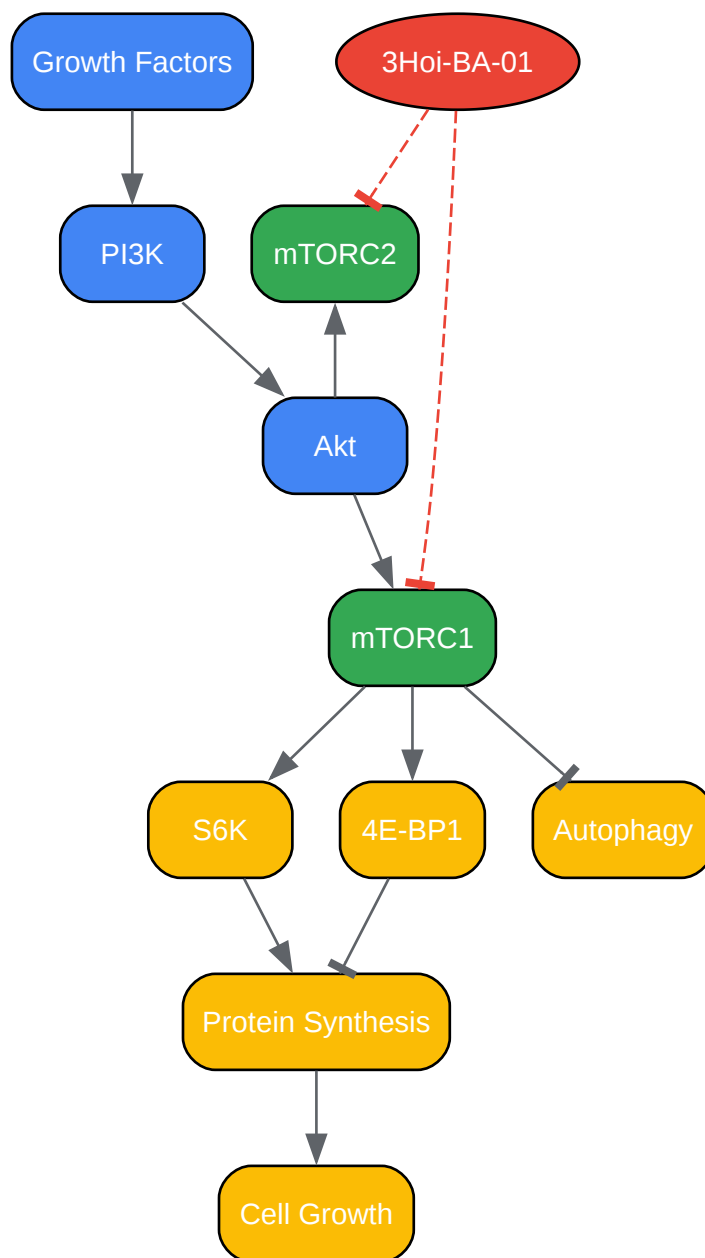 Growth Factors
3Hoi-BA-01
PI3K
mTORC2
Akt
mTORC1
S6K
4E-BP1
Autophagy
Protein Synthesis
Cell Growth